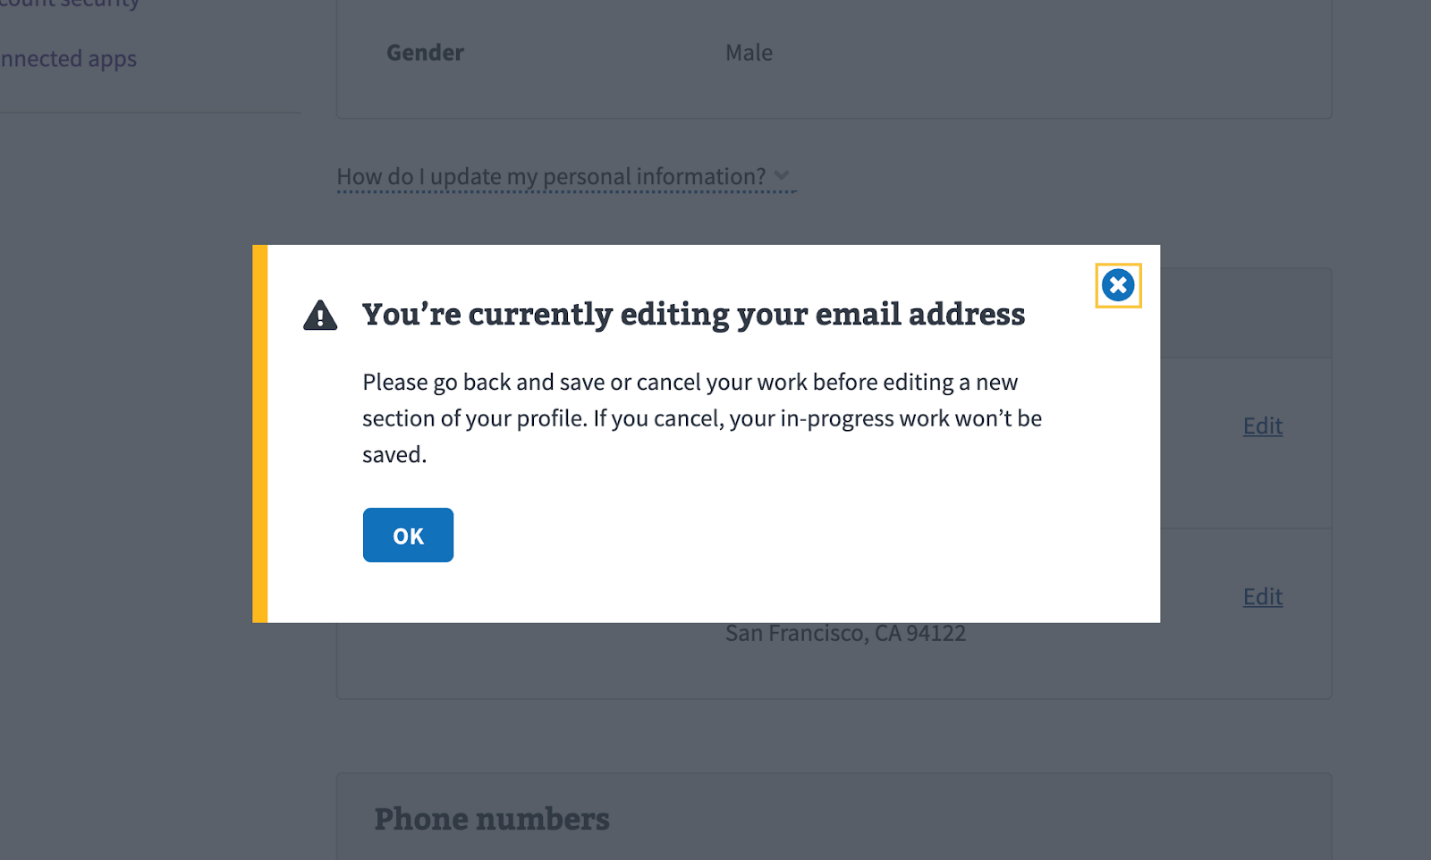 security
apps
Gender Male
How do I update my personal information?
You’re currently editing your email address
Please go back and save or cancel your work before editing a new
section of your profile. If you cancel, your in-progress work won’t be
saved.
Edit
OK
Edit
San Francisco, CA 94122
Phone numbers